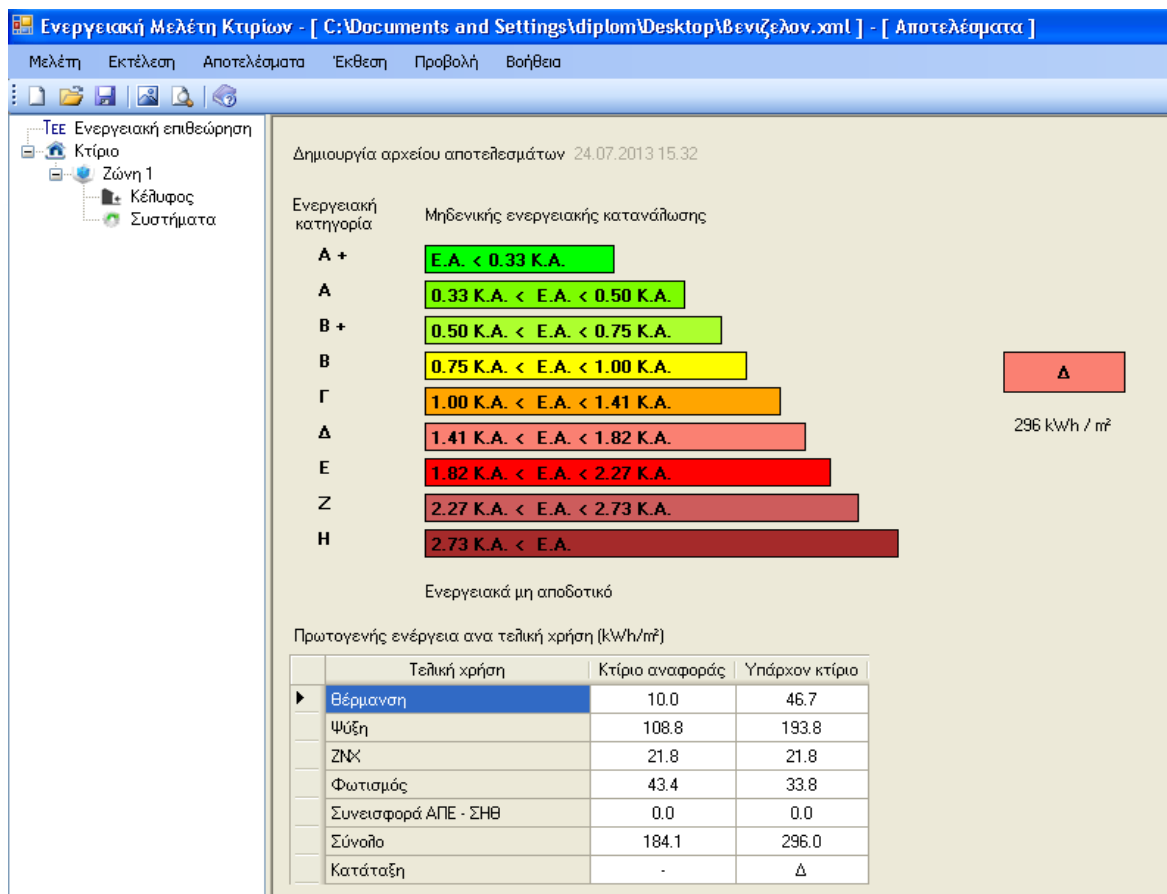 Ενεργειακή Μελέτη Κτιρίων - [ C:\Documents and Settings\diplom\Desktop\βενιζελον.xml ] - [ Αποτελέσματα ]
Μελέτη Εκτέλεση Αποτελέσματα Έκθεση Προβολή Βοήθεια
ΤΕΕ Ενεργειακή επιθεώρηση
Κτίριο
Ζώνη 1
Κέλυφος
Συστήματα
Δημιουργία αρχείου αποτελεσμάτων 24.07.2013 15.32
Ενεργειακή κατηγορία
Μηδενικής ενεργειακής κατανάλωσης
Α + Ε.Α. < 0.33 Κ.Α.
Α 0.33 Κ.Α. < Ε.Α. < 0.50 Κ.Α.
Β + 0.50 Κ.Α. < Ε.Α. < 0.75 Κ.Α.
Β 0.75 Κ.Α. < Ε.Α. < 1.00 Κ.Α.
Γ 1.00 Κ.Α. < Ε.Α. < 1.41 Κ.Α.
Δ 1.41 Κ.Α. < Ε.Α. < 1.82 Κ.Α.
Ε 1.82 Κ.Α. < Ε.Α. < 2.27 Κ.Α.
Ζ 2.27 Κ.Α. < Ε.Α. < 2.73 Κ.Α.
Η 2.73 Κ.Α. < Ε.Α.
Δ
296 kWh / m²
Ενεργειακά μη αποδοτικό
Πρωτογενής ενέργεια ανα τελική χρήση (kWh/m²)
Τελική χρήση Κτίριο αναφοράς Υπάρχον κτίριο
Θέρμανση 10.0 46.7
Ψύξη 108.8 193.8
ΖΝΧ 21.8 21.8
Φωτισμός 43.4 33.8
Συνεισφορά ΑΠΕ - ΣΗΘ 0.0 0.0
Σύνολο 184.1 296.0
Κατάταξη - Δ